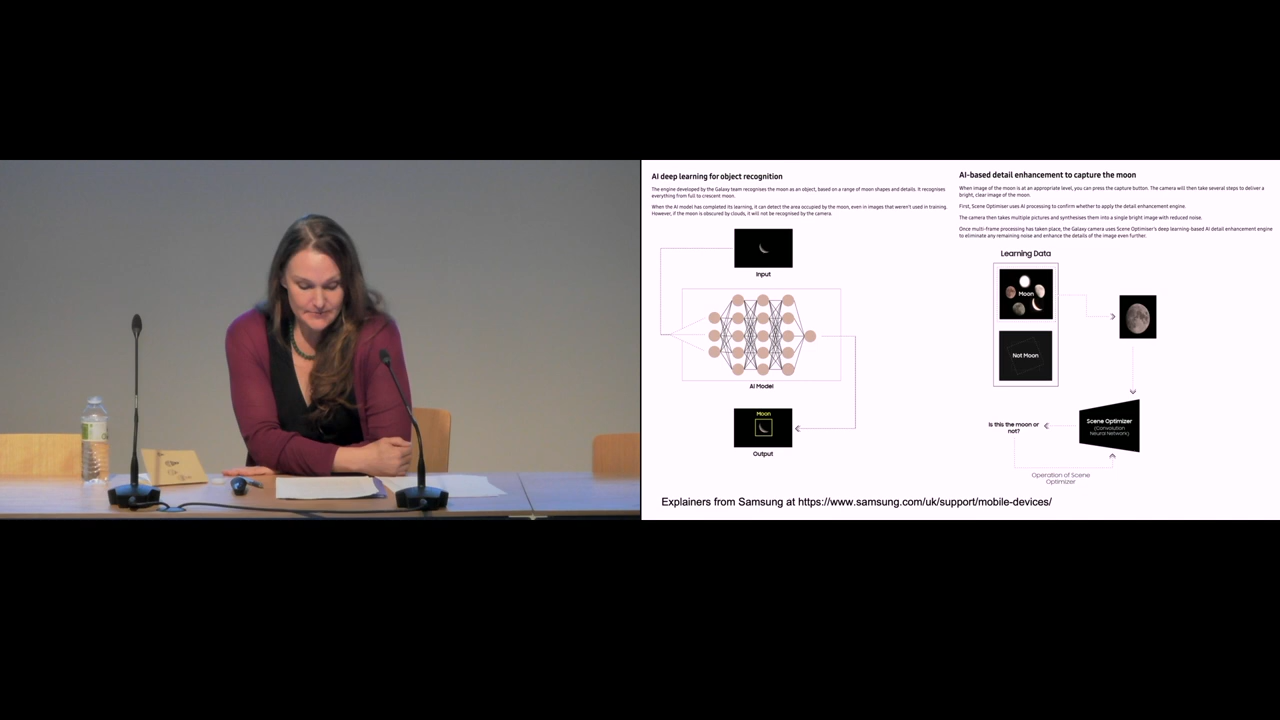 AI deep learning for object recognition
The engine developed by the Galaxy team recognises the moon as an object, based on a range of moon shapes and details. It recognises
everything from full to crescent moon.
When the AI model has completed its learning, it can detect the area occupied by the moon, even in images that weren't used in training.
However, if the moon is obscured by clouds, it will not be recognised by the camera.
Input
AI Model
Moon
Output
AI-based detail enhancement to capture the moon
When image of the moon is at an appropriate level, you can press the capture button. The camera will then take several steps to deliver a
bright, clear image of the moon.
First, Scene Optimiser uses AI processing to confirm whether to apply the detail enhancement engine.
The camera then takes multiple pictures and synthesises them into a single bright image with reduced noise.
Once multi-frame processing has taken place, the Galaxy camera uses Scene Optimiser's deep learning-based AI detail enhancement engine
to eliminate any remaining noise and enhance the details of the image even further.
Learning Data
Moon
Not Moon
Scene Optimizer
(Convolution
Neural Network)
Is this the moon or
not?
Operation of Scene
Optimizer
Explainers from Samsung at https://www.samsung.com/uk/support/mobile-devices/